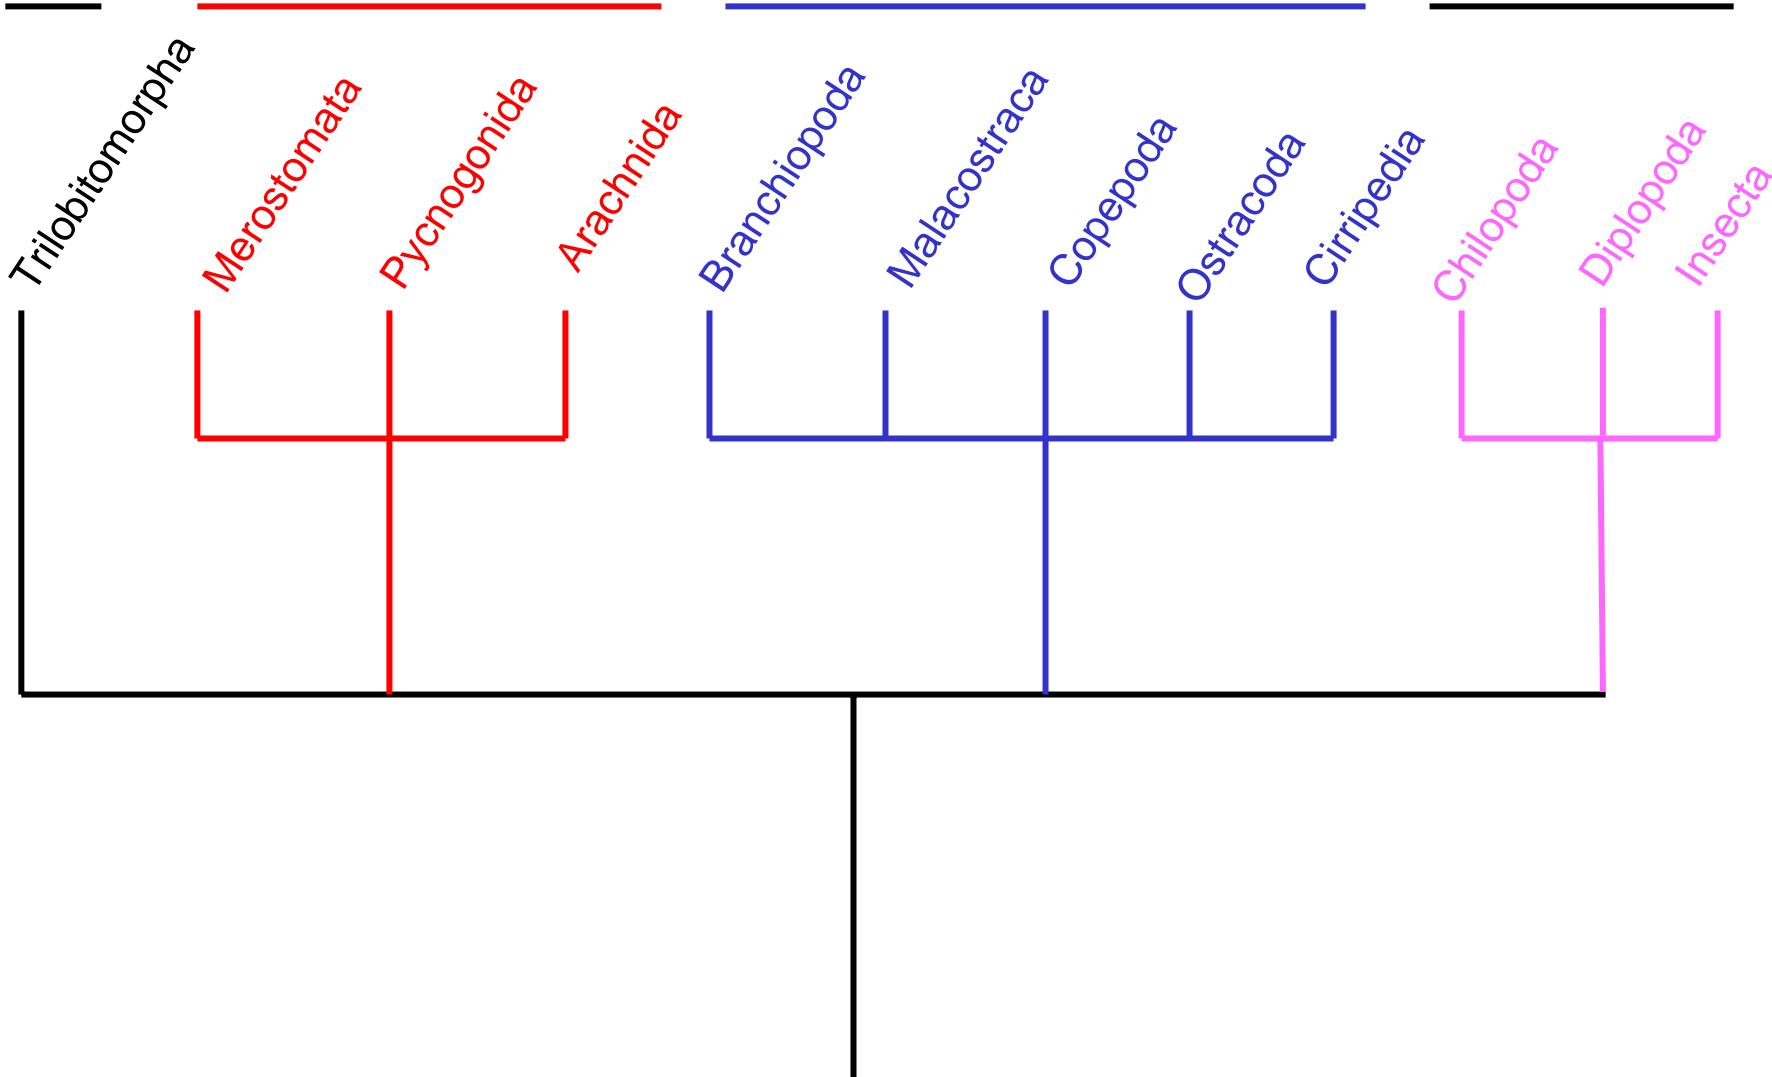 Trilobitomorpha
Merostomata
Pycnogonida
Arachnida
Branchiopoda
Malacostraca
Copepoda
Ostracoda
Cirripedia
Chilopoda
Diplopoda
Insecta